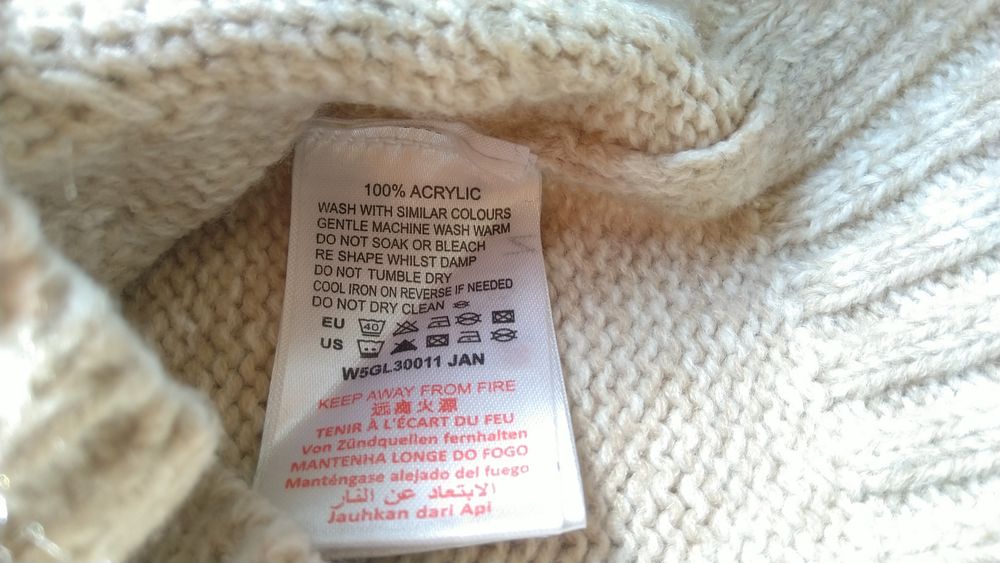 100% ACRYLIC
WASH WITH SIMILAR COLOURS
GENTLE MACHINE WASH WARM
DO NOT SOAK OR BLEACH
RE SHAPE WHILST DAMP
DO NOT TUMBLE DRY
COOL IRON ON REVERSE IF NEEDED
DO NOT DRY CLEAN
EU 40
US
W5GL30011 JAN
KEEP AWAY FROM FIRE
远离火源
TENIR À L'ÉCART DU FEU
Von Zündquellen fernhalten
MANTENHA LONGE DO FOGO
Manténgase alejado del fuego
الابتعاد عن النار
Jauhkan dari Api